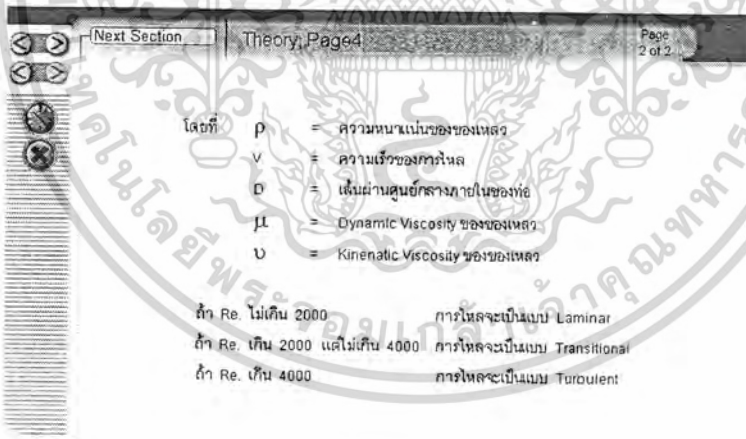 Next Section
Theory; Page4
Page
2 of 2
โดยที่ ρ = ความหนาแน่นของของเหลว
v = ความเร็วของการไหล
D = เส้นผ่านศูนย์กลางภายในของท่อ
μ = Dynamic Viscosity ของของเหลว
υ = Kinenatic Viscosity ของของเหลว
ถ้า Re. ไม่เกิน 2000 การไหลจะเป็นแบบ Laminar
ถ้า Re. เกิน 2000 แต่ไม่เกิน 4000 การไหลจะเป็นแบบ Transitional
ถ้า Re. เกิน 4000 การไหลจะเป็นแบบ Turbulent